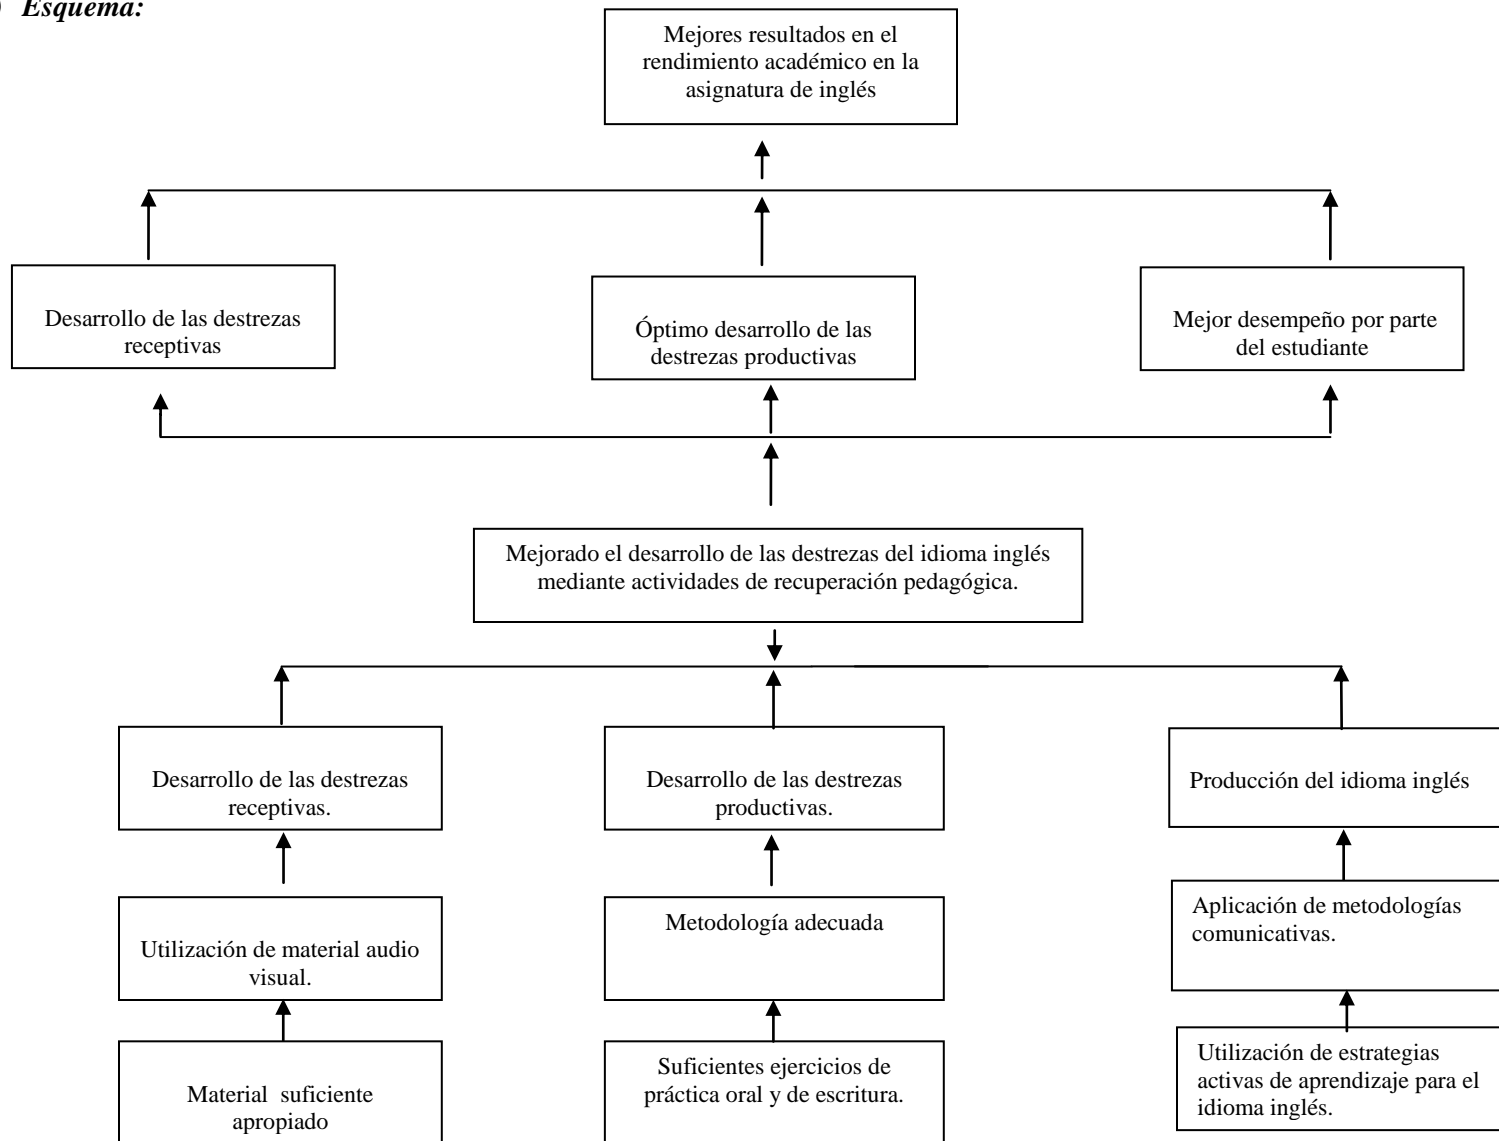 ) Esquema:
Mejores resultados en el
rendimiento académico en la
asignatura de inglés
Desarrollo de las destrezas
receptivas
Óptimo desarrollo de las
destrezas productivas
Mejor desempeño por parte
del estudiante
Mejorado el desarrollo de las destrezas del idioma inglés
mediante actividades de recuperación pedagógica.
Desarrollo de las destrezas
receptivas.
Desarrollo de las destrezas
productivas.
Producción del idioma inglés
Utilización de material audio
visual.
Metodología adecuada
Aplicación de metodologías
comunicativas.
Material suficiente
apropiado
Suficientes ejercicios de
práctica oral y de escritura.
Utilización de estrategias
activas de aprendizaje para el
idioma inglés.